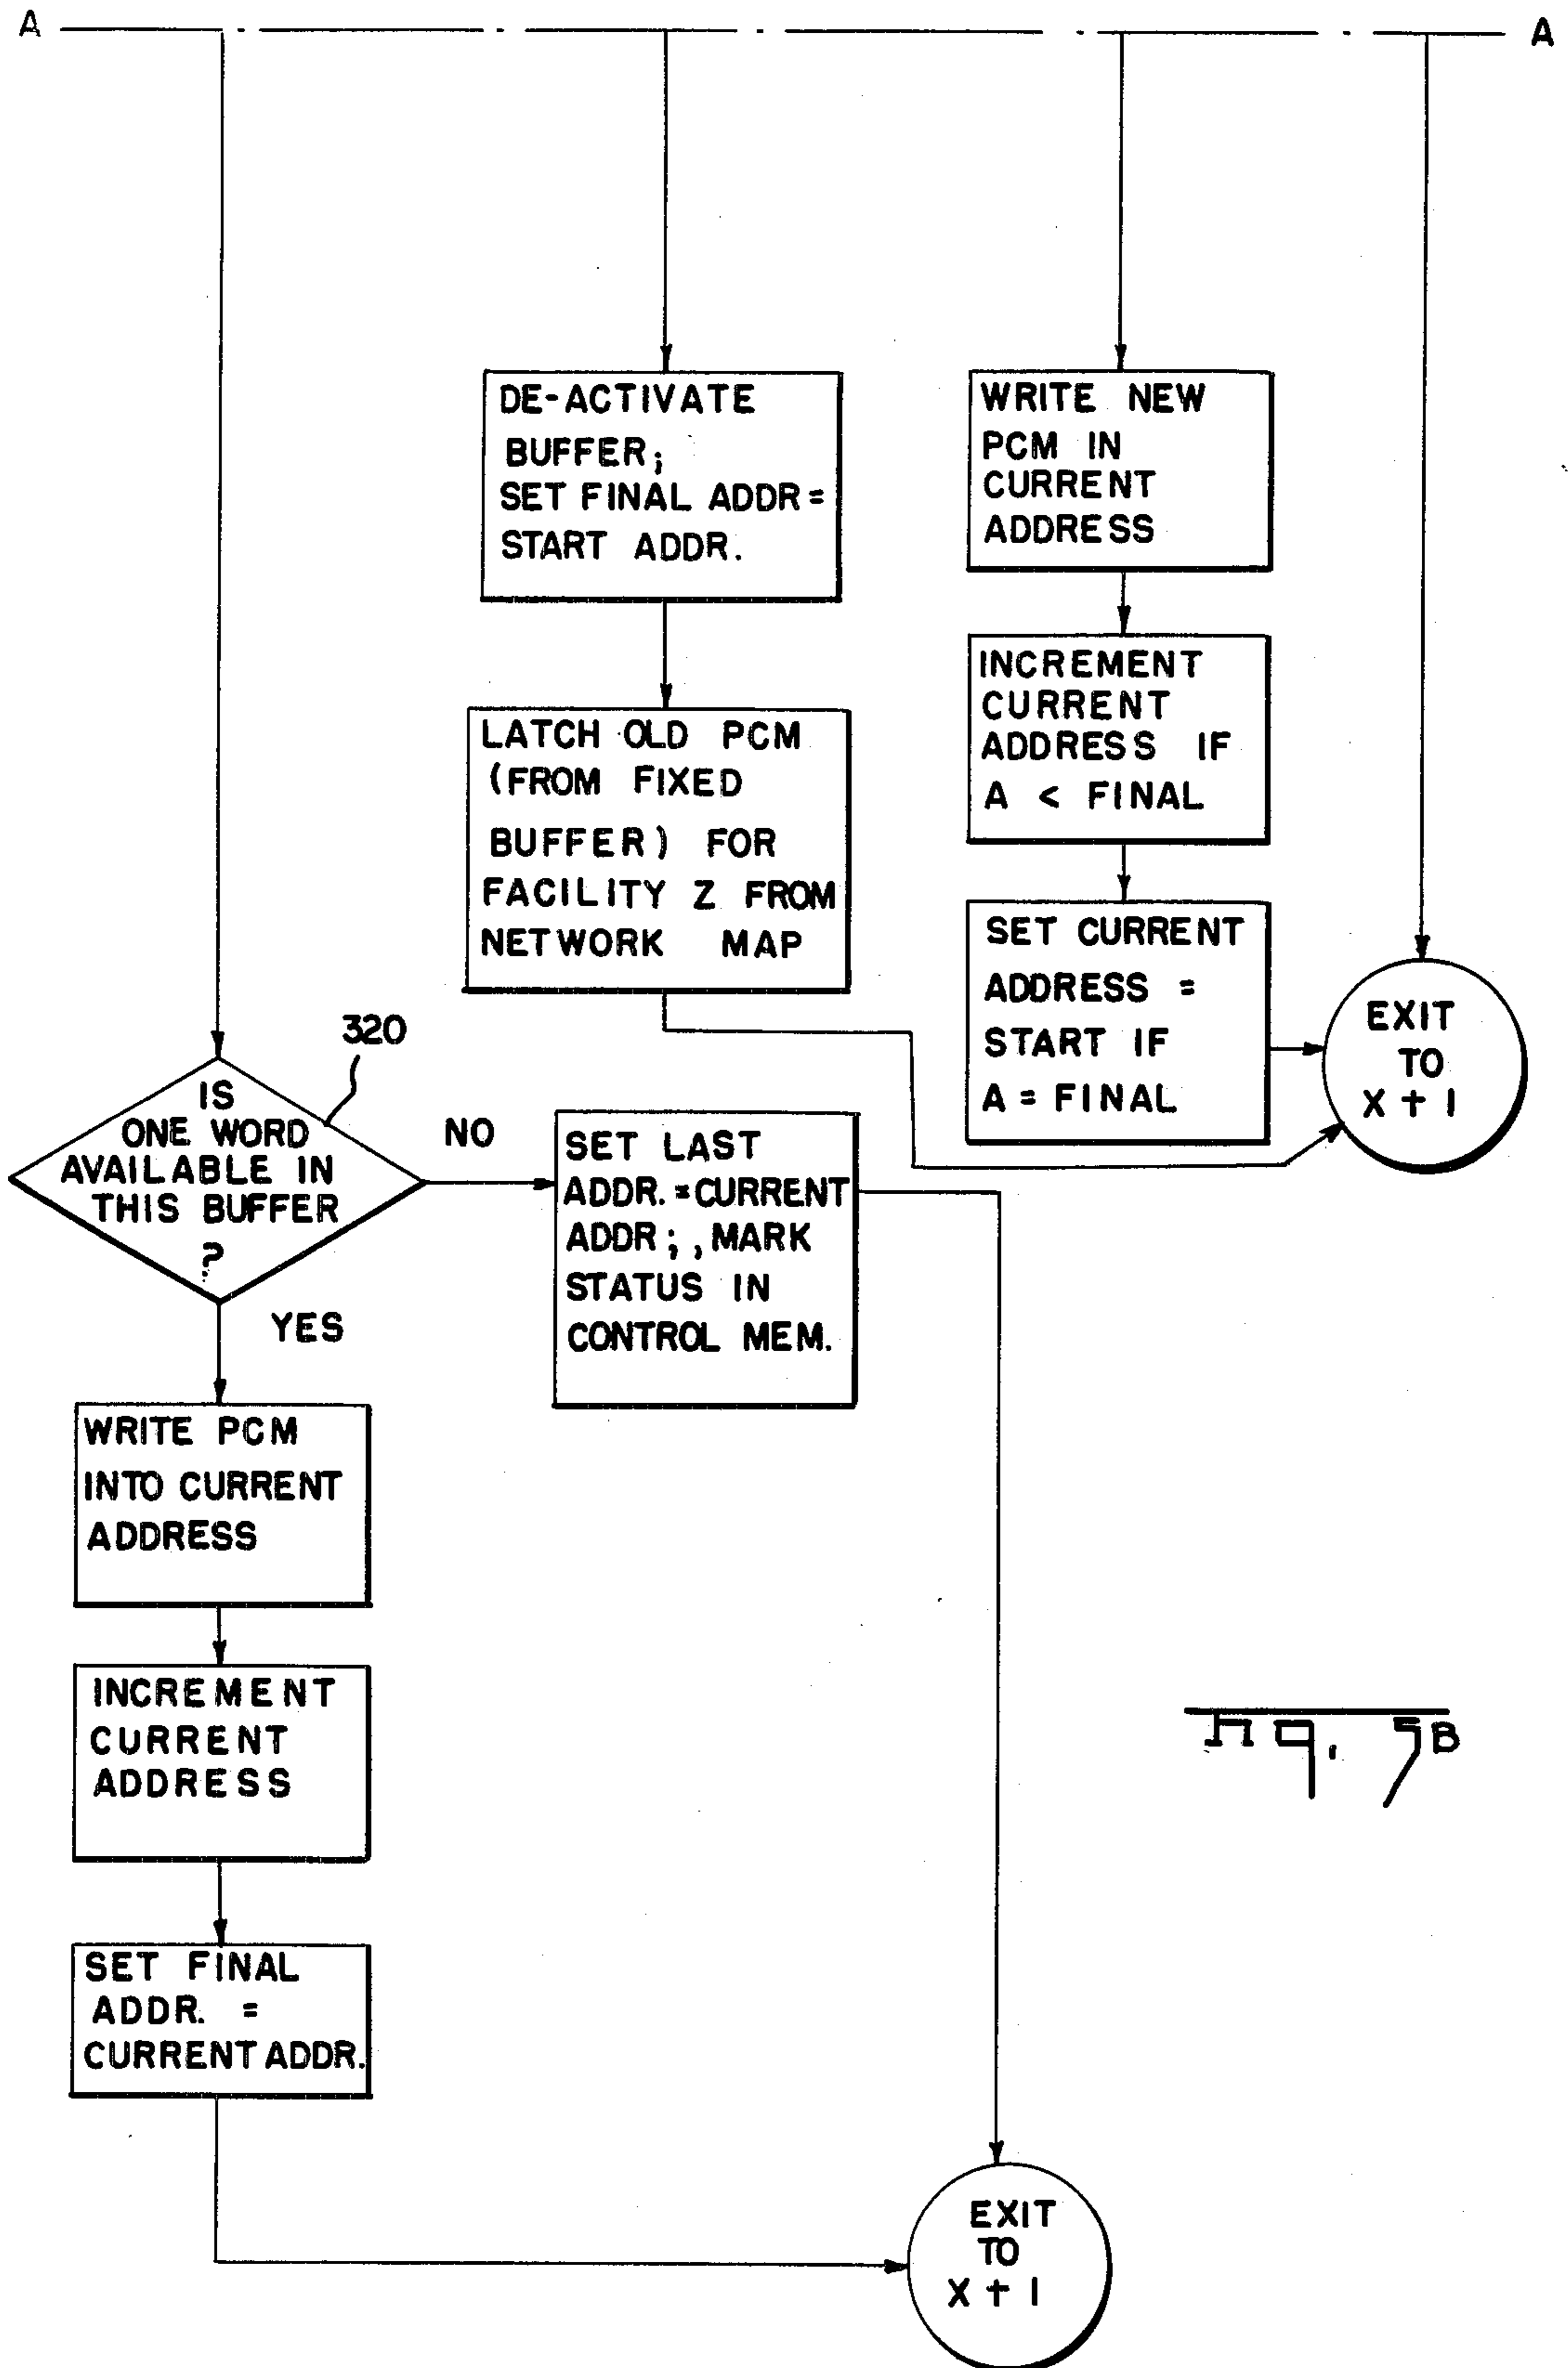 A
A
DE-ACTIVATE
BUFFER;
SET FINAL ADDR=
START ADDR.
WRITE NEW
PCM IN
CURRENT
ADDRESS
INCREMENT
CURRENT
ADDRESS IF
A < FINAL
LATCH OLD PCM
(FROM FIXED
BUFFER) FOR
FACILITY Z FROM
NETWORK MAP
SET CURRENT
ADDRESS =
START IF
A = FINAL
EXIT
TO
X + 1
320
IS
ONE WORD
AVAILABLE IN
THIS BUFFER
?
NO
YES
SET LAST
ADDR. = CURRENT
ADDR; , MARK
STATUS IN
CONTROL MEM.
WRITE PCM
INTO CURRENT
ADDRESS
INCREMENT
CURRENT
ADDRESS
SET FINAL
ADDR. =
CURRENT ADDR.
EXIT
TO
X + 1